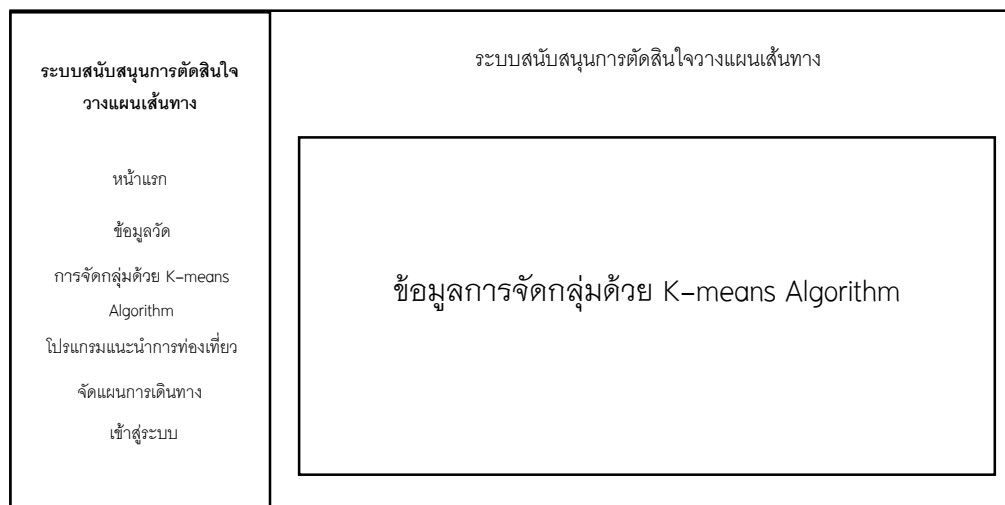 ระบบสนับสนุนการตัดสินใจ
วางแผนเส้นทาง
หน้าแรก
ข้อมูลวัด
การจัดกลุ่มด้วย K-means
Algorithm
โปรแกรมแนะนำการท่องเที่ยว
จัดแผนการเดินทาง
เข้าสู่ระบบ
ระบบสนับสนุนการตัดสินใจวางแผนเส้นทาง
ข้อมูลการจัดกลุ่มด้วย K-means Algorithm